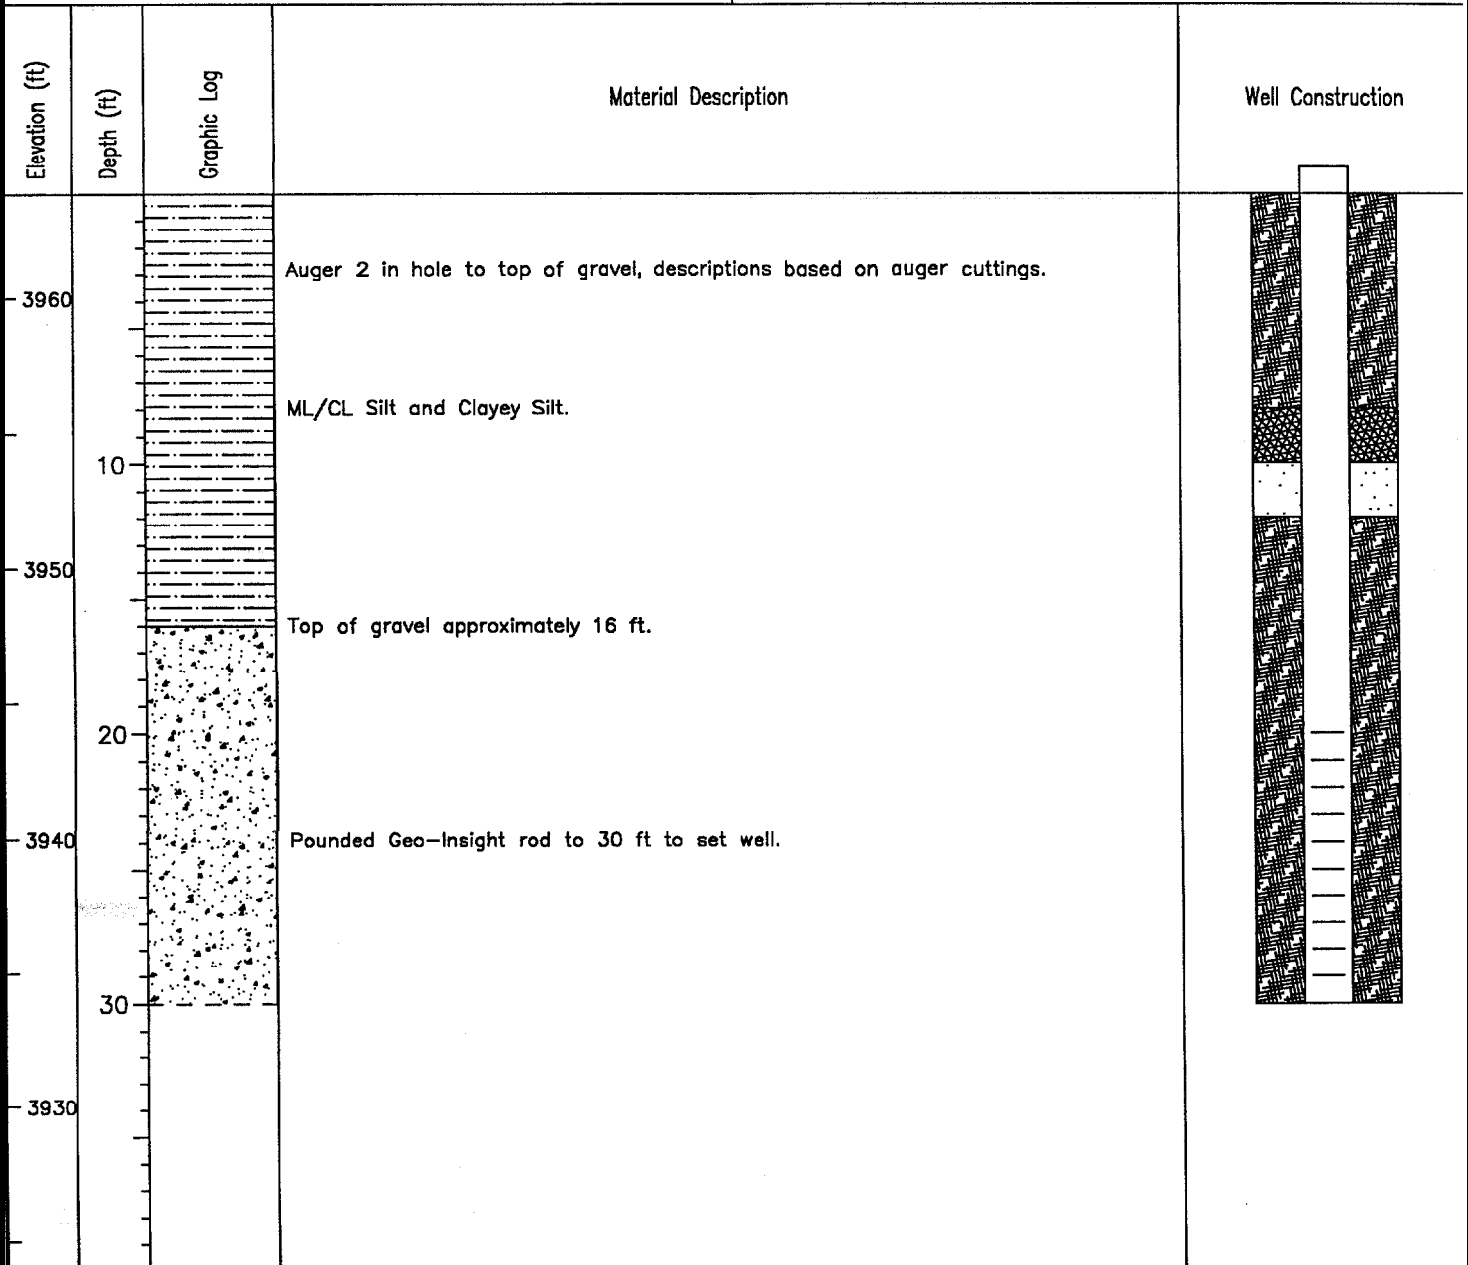 Elevation (ft)
Depth (ft)
Graphic Log
Material Description
Well Construction
Auger 2 in hole to top of gravel, descriptions based on auger cuttings.
3960
ML/CL Silt and Clayey Silt.
10
3950
Top of gravel approximately 16 ft.
20
3940
Pounded Geo-Insight rod to 30 ft to set well.
30
3930